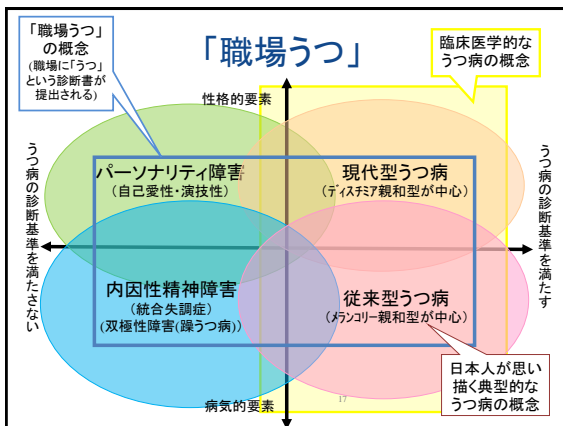 「職場うつ」
の概念
(職場に「うつ」
という診断書が
提出される)
「職場うつ」
臨床医学的な
うつ病の概念
性格的要素
うつ病の診断基準を満たさない
うつ病の診断基準を満たす
パーソナリティ障害
(自己愛性・演技性)
現代型うつ病
(ディスチミア親和型が中心)
内因性精神障害
(統合失調症)
(双極性障害(躁うつ病))
従来型うつ病
(メランコリー親和型が中心)
日本人が思い
描く典型的な
うつ病の概念
17
病気的要素